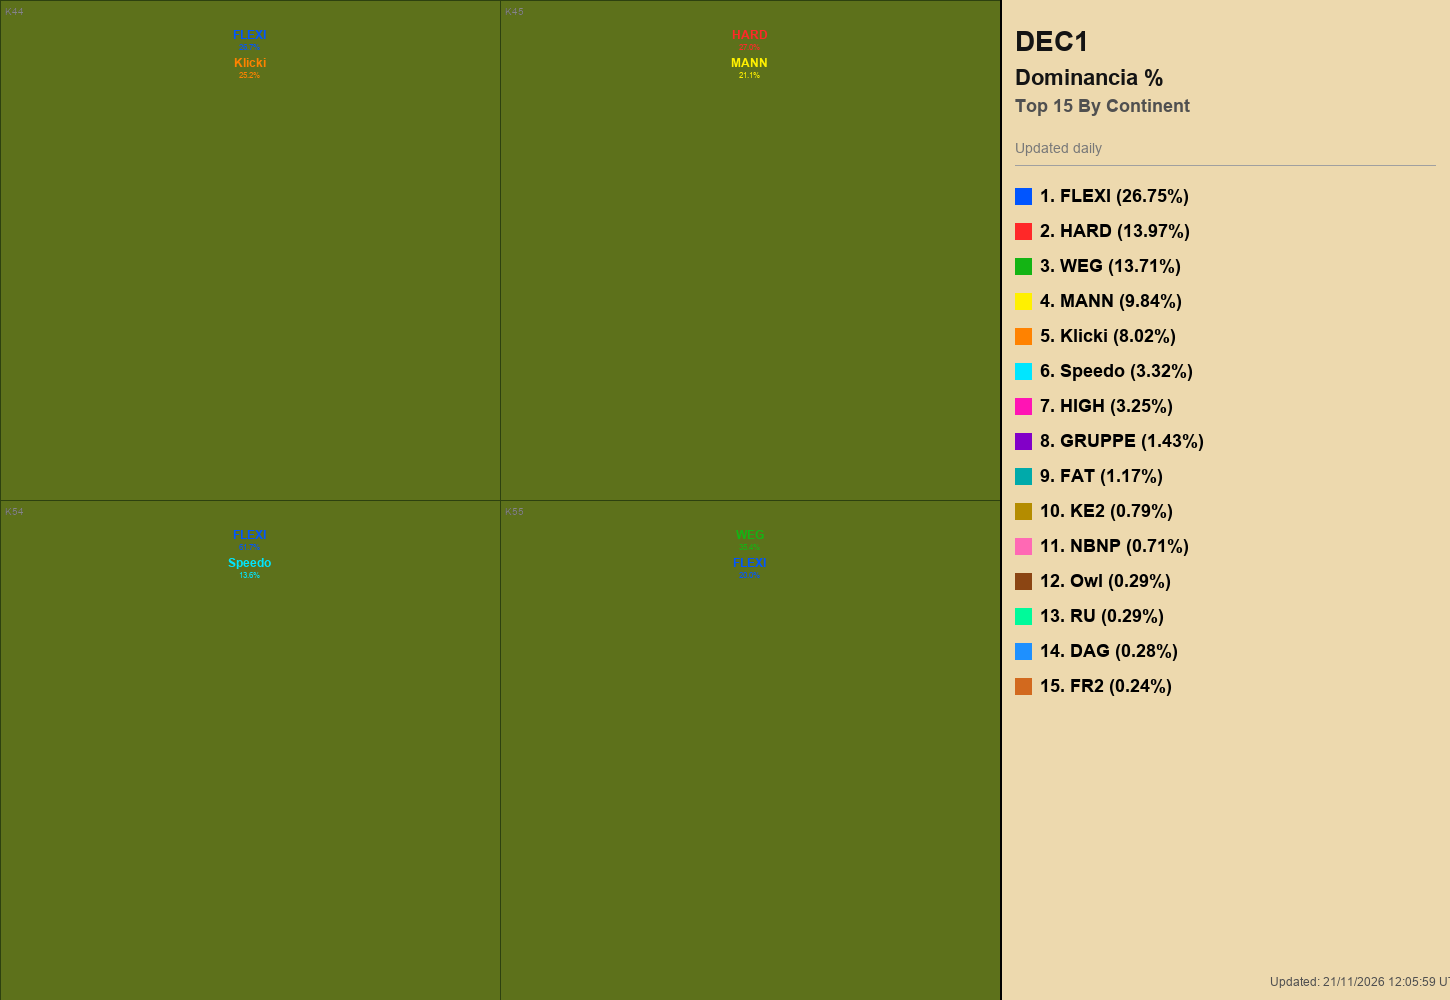 K44
FLEXI
Klicki
25.2%
K45
HARD
MANN
21.1%
K54
FLEXI
Speedo
13.6%
K55
WEG
FLEXI
DEC1
Dominancia %
Top 15 By Continent
Updated daily
1. FLEXI (26.75%)
2. HARD (13.97%)
3. WEG (13.71%)
4. MANN (9.84%)
5. Klicki (8.02%)
6. Speedo (3.32%)
7. HIGH (3.25%)
8. GRUPPE (1.43%)
9. FAT (1.17%)
10. KE2 (0.79%)
11. NBNP (0.71%)
12. Owl (0.29%)
13. RU (0.29%)
14. DAG (0.28%)
15. FR2 (0.24%)
Updated: 21/11/2026 12:05:59